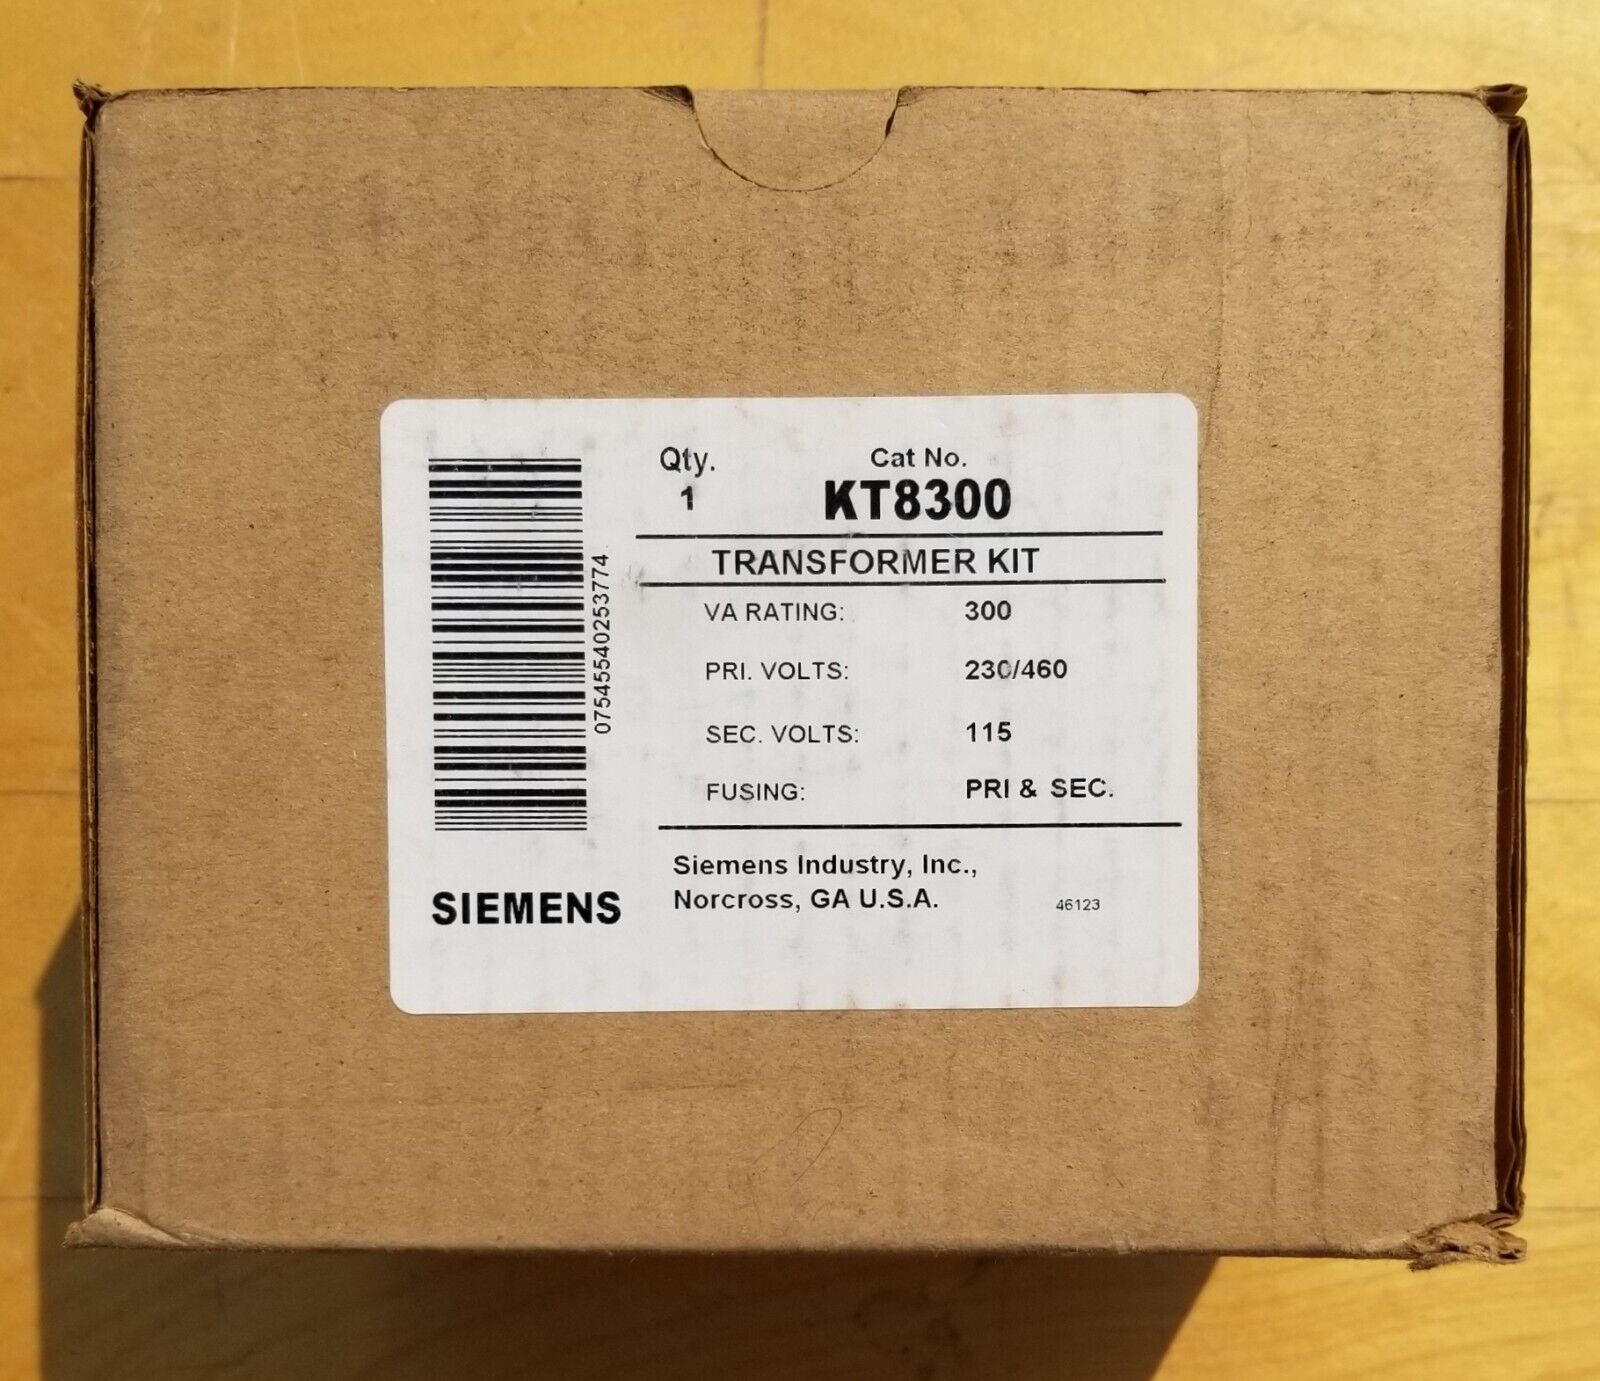 Qty. Cat No.
1 KT8300
TRANSFORMER KIT
VA RATING: 300
PRI. VOLTS: 230/460
SEC. VOLTS: 115
FUSING: PRI & SEC.
07545540253774
SIEMENS
Siemens Industry, Inc.,
Norcross, GA U.S.A.
46123